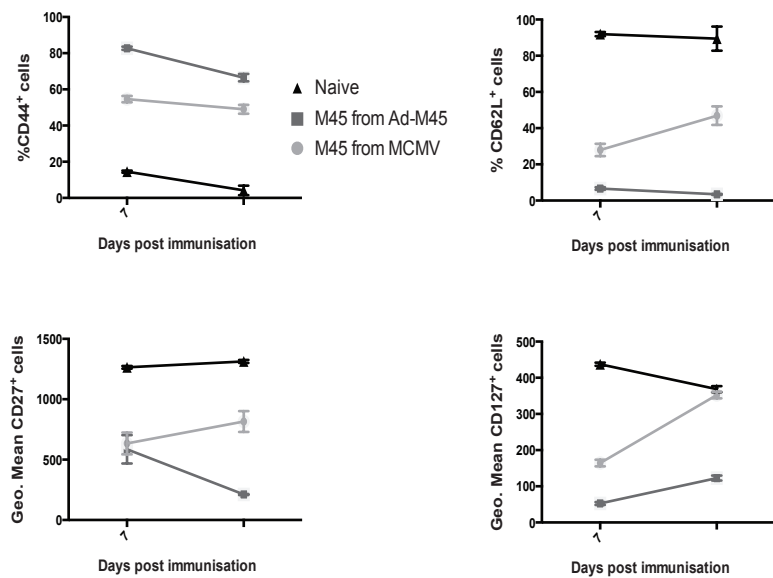 100
80
60
40
20
0
%CD44+ cells
7
Days post immunisation
Naive
M45 from Ad-M45
M45 from MCMV
100
80
60
40
20
0
% CD62L+ cells
7
Days post immunisation
1500
1000
500
0
Geo. Mean CD27+ cells
7
Days post immunisation
500
400
300
200
100
0
Geo. Mean CD127+ cells
7
Days post immunisation